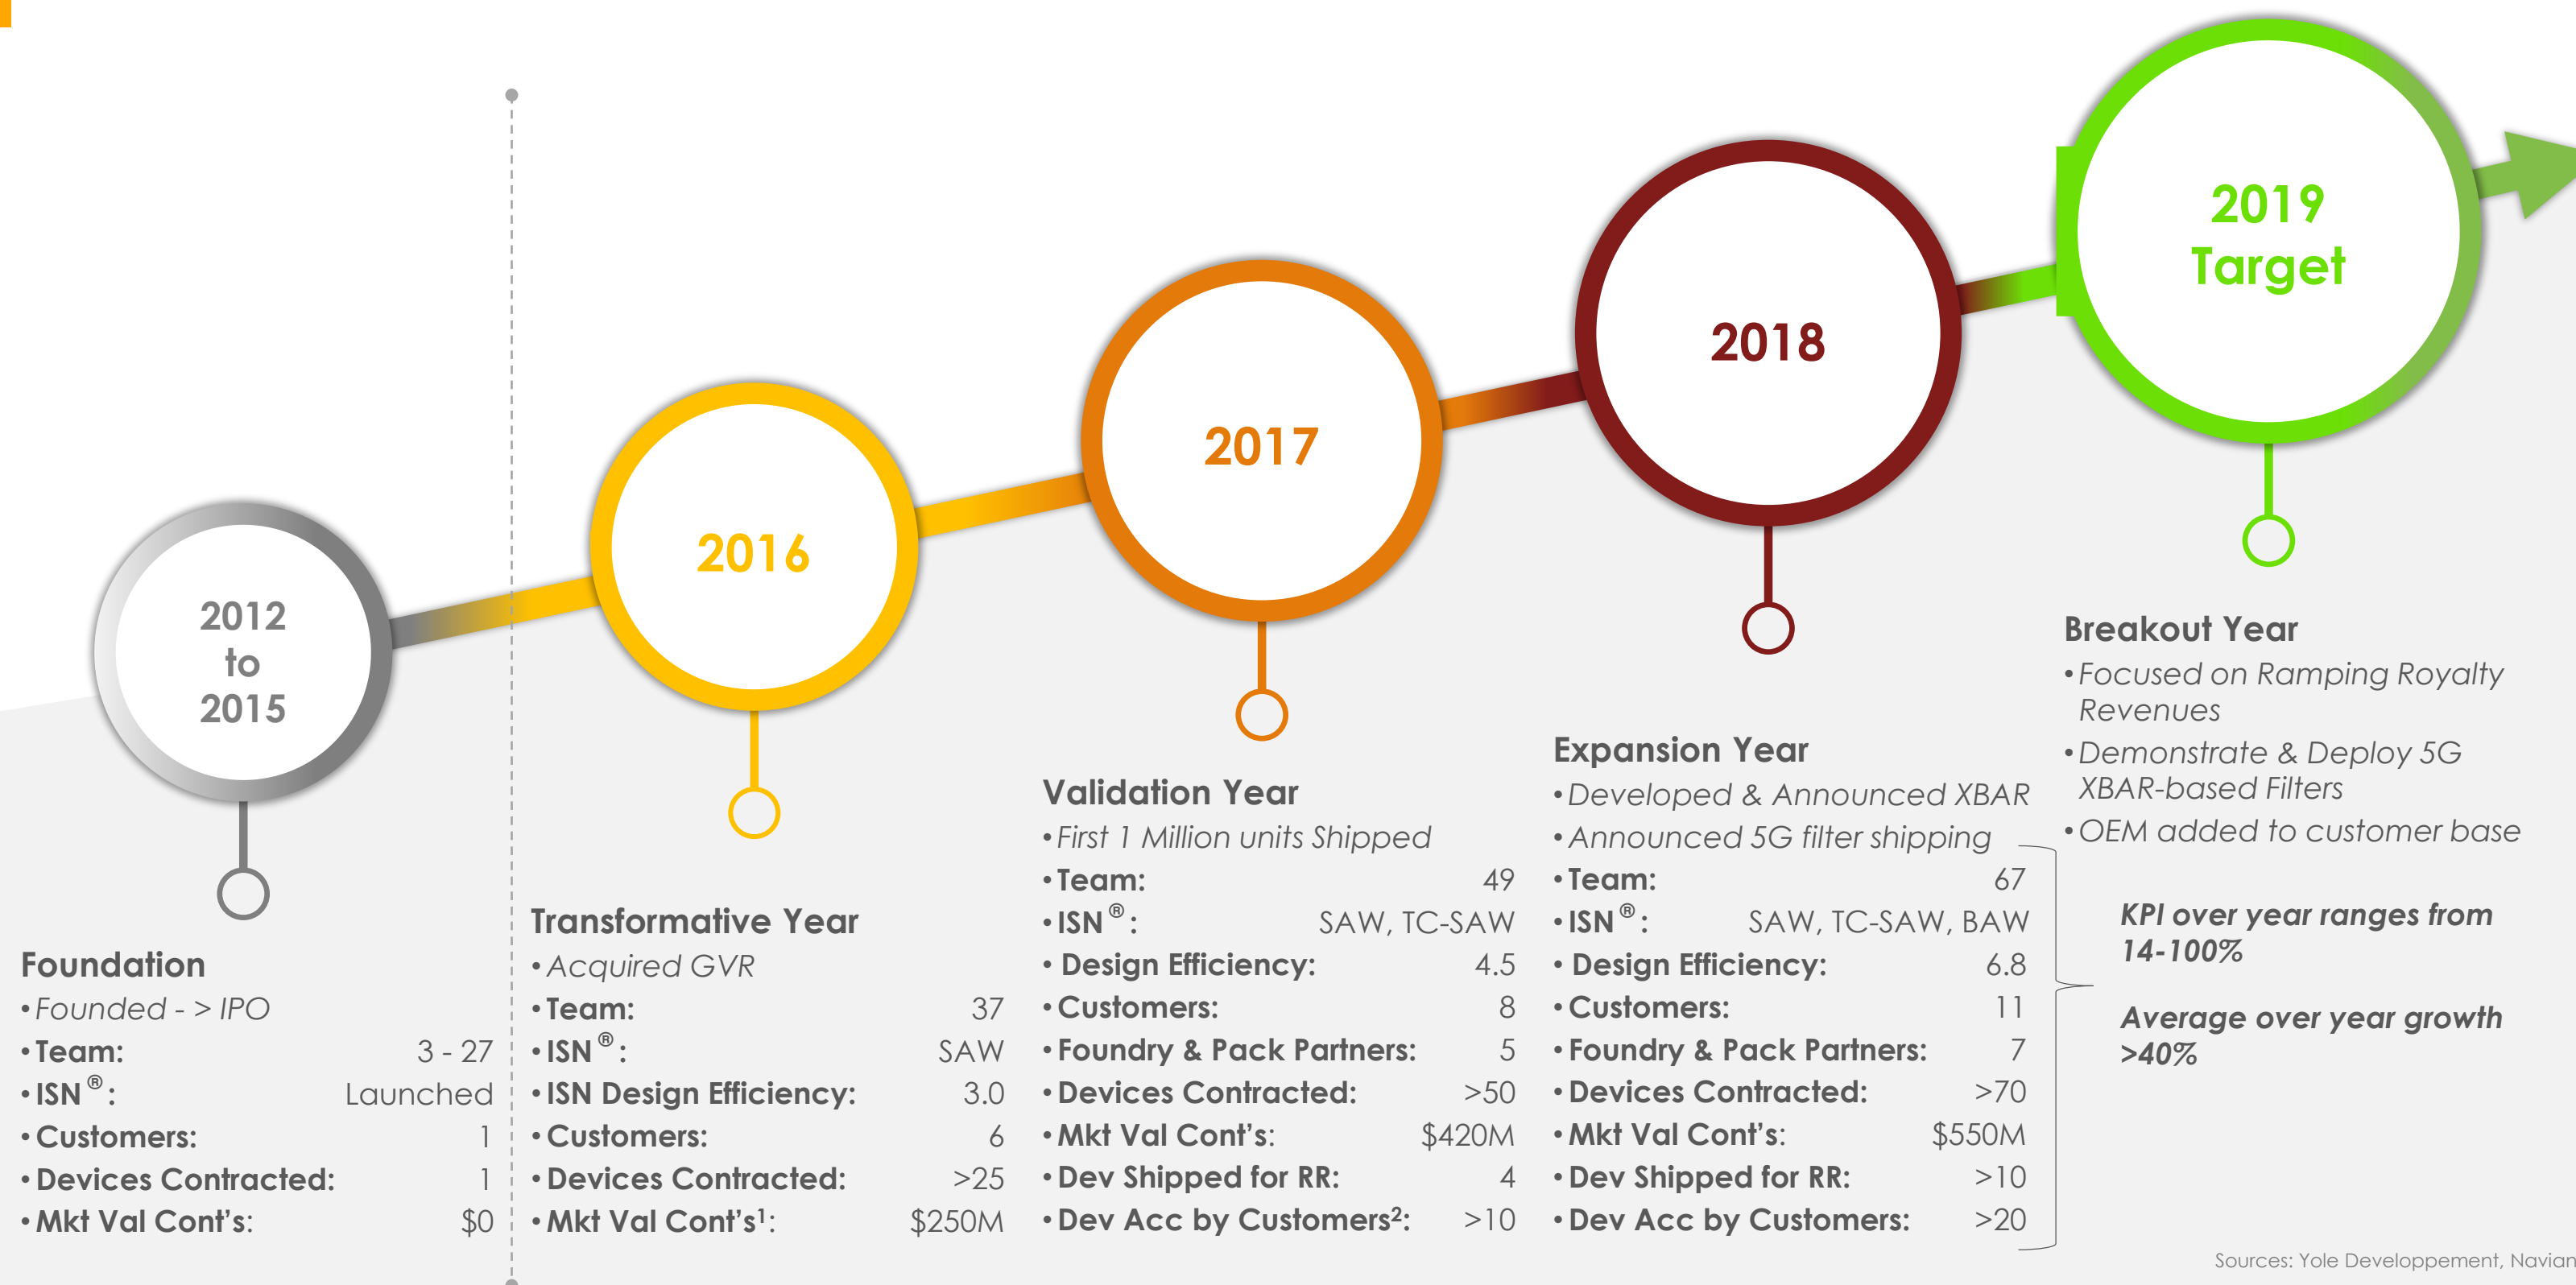 2012
to
2015
Foundation
•Founded - > IPO
•Team: 3 - 27
•ISN®: Launched
•Customers: 1
•Devices Contracted: 1
•Mkt Val Cont's: $0
2016
Transformative Year
•Acquired GVR
•Team: 37
•ISN®: SAW
•ISN Design Efficiency: 3.0
•Customers: 6
•Devices Contracted: >25
•Mkt Val Cont's¹: $250M
2017
Validation Year
•First 1 Million units Shipped
•Team: 49
•ISN®: SAW, TC-SAW
•Design Efficiency: 4.5
•Customers: 8
•Foundry & Pack Partners: 5
•Devices Contracted: >50
•Mkt Val Cont's: $420M
•Dev Shipped for RR: 4
•Dev Acc by Customers²: >10
2018
Expansion Year
•Developed & Announced XBAR
•Announced 5G filter shipping
•Team: 67
•ISN®: SAW, TC-SAW, BAW
•Design Efficiency: 6.8
•Customers: 11
•Foundry & Pack Partners: 7
•Devices Contracted: >70
•Mkt Val Cont's: $550M
•Dev Shipped for RR: >10
•Dev Acc by Customers: >20
2019
Target
Breakout Year
•Focused on Ramping Royalty
Revenues
•Demonstrate & Deploy 5G
XBAR-based Filters
•OEM added to customer base
KPI over year ranges from
14-100%
Average over year growth
>40%
Sources: Yole Developpement, Navian